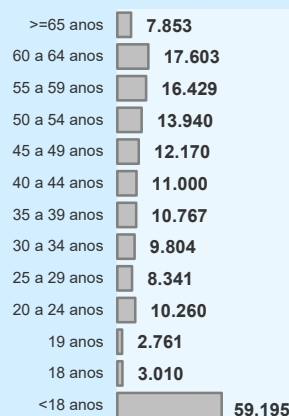 >=65 anos 7.853
60 a 64 anos 17.603
55 a 59 anos 16.429
50 a 54 anos 13.940
45 a 49 anos 12.170
40 a 44 anos 11.000
35 a 39 anos 10.767
30 a 34 anos 9.804
25 a 29 anos 8.341
20 a 24 anos 10.260
19 anos 2.761
18 anos 3.010
<18 anos 59.195